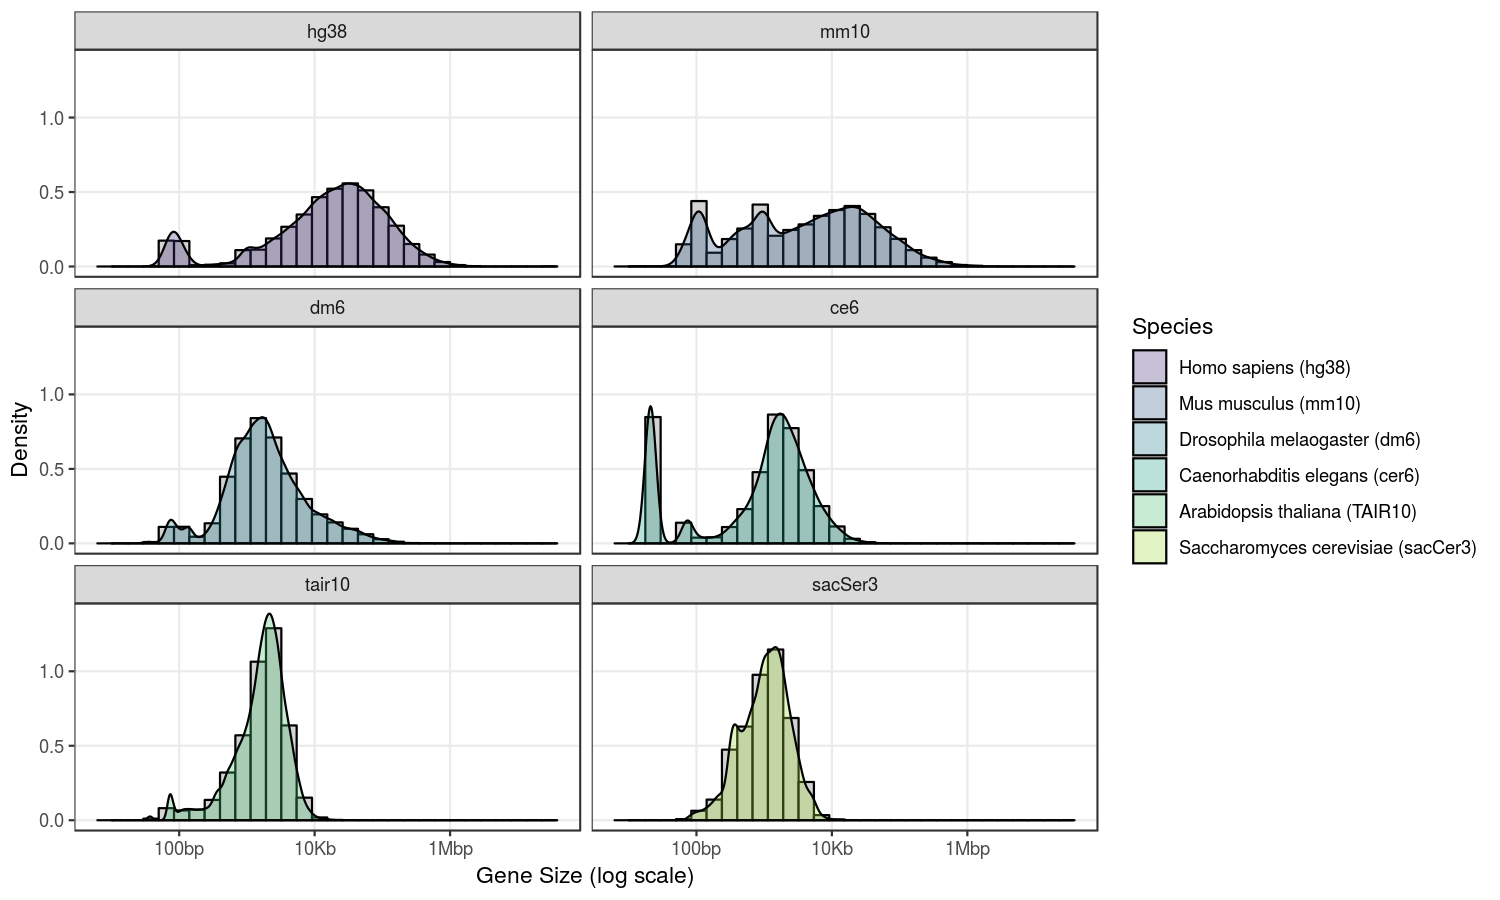 hg38
mm10
1.0
0.5
0.0
dm6
ce6
1.0
0.5
0.0
tair10
sacSer3
1.0
0.5
0.0
100bp
10Kb
1Mbp
100bp
10Kb
1Mbp
Gene Size (log scale)
Density
Species
Homo sapiens (hg38)
Mus musculus (mm10)
Drosophila melaogaster (dm6)
Caenorhabditis elegans (cer6)
Arabidopsis thaliana (TAIR10)
Saccharomyces cerevisiae (sacCer3)